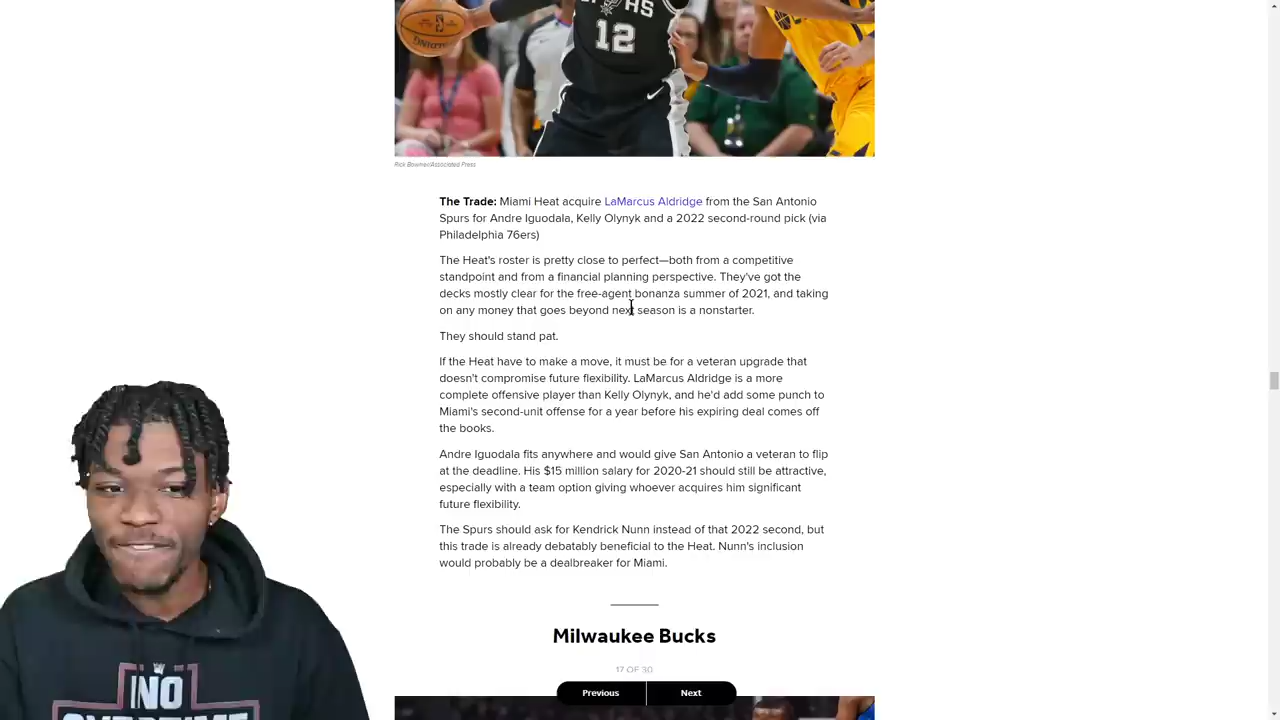 SPURS
12
Rick Bowmer/Associated Press
The Trade: Miami Heat acquire LaMarcus Aldridge from the San Antonio
Spurs for Andre Iguodala, Kelly Olynyk and a 2022 second-round pick (via
Philadelphia 76ers)
The Heat's roster is pretty close to perfect—both from a competitive
standpoint and from a financial planning perspective. They've got the
decks mostly clear for the free-agent bonanza summer of 2021, and taking
on any money that goes beyond next season is a nonstarter.
They should stand pat.
If the Heat have to make a move, it must be for a veteran upgrade that
doesn't compromise future flexibility. LaMarcus Aldridge is a more
complete offensive player than Kelly Olynyk, and he'd add some punch to
Miami's second-unit offense for a year before his expiring deal comes off
the books.
Andre Iguodala fits anywhere and would give San Antonio a veteran to flip
at the deadline. His $15 million salary for 2020-21 should still be attractive,
especially with a team option giving whoever acquires him significant
future flexibility.
The Spurs should ask for Kendrick Nunn instead of that 2022 second, but
this trade is already debatably beneficial to the Heat. Nunn's inclusion
would probably be a dealbreaker for Miami.
Milwaukee Bucks
17 OF 30
Previous Next
NO
OVERTIME